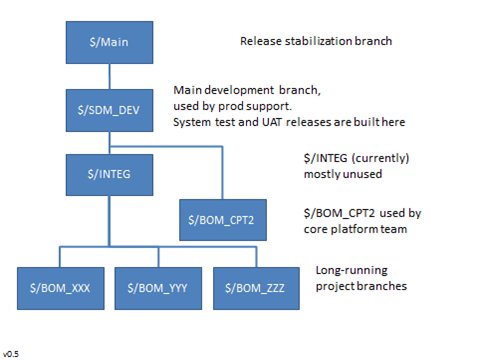 $/Main
Release stabilization branch
$/SDM_DEV
Main development branch,
used by prod support.
System test and UAT releases are built here
$/INTEG
$/INTEG (currently)
mostly unused
$/BOM_CPT2
$/BOM_CPT2 used by
core platform team
$/BOM_XXX
$/BOM_YYY
$/BOM_ZZZ
Long-running
project branches
v0.5